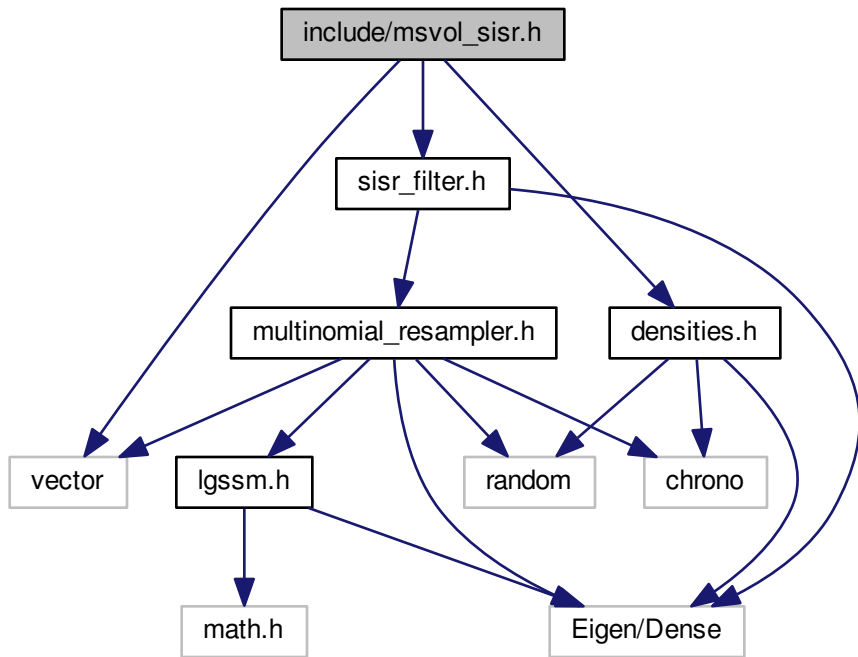 include/msvol_sisr.h
sisr_filter.h
multinomial_resampler.h
densities.h
vector
lgssm.h
random
chrono
math.h
Eigen/Dense